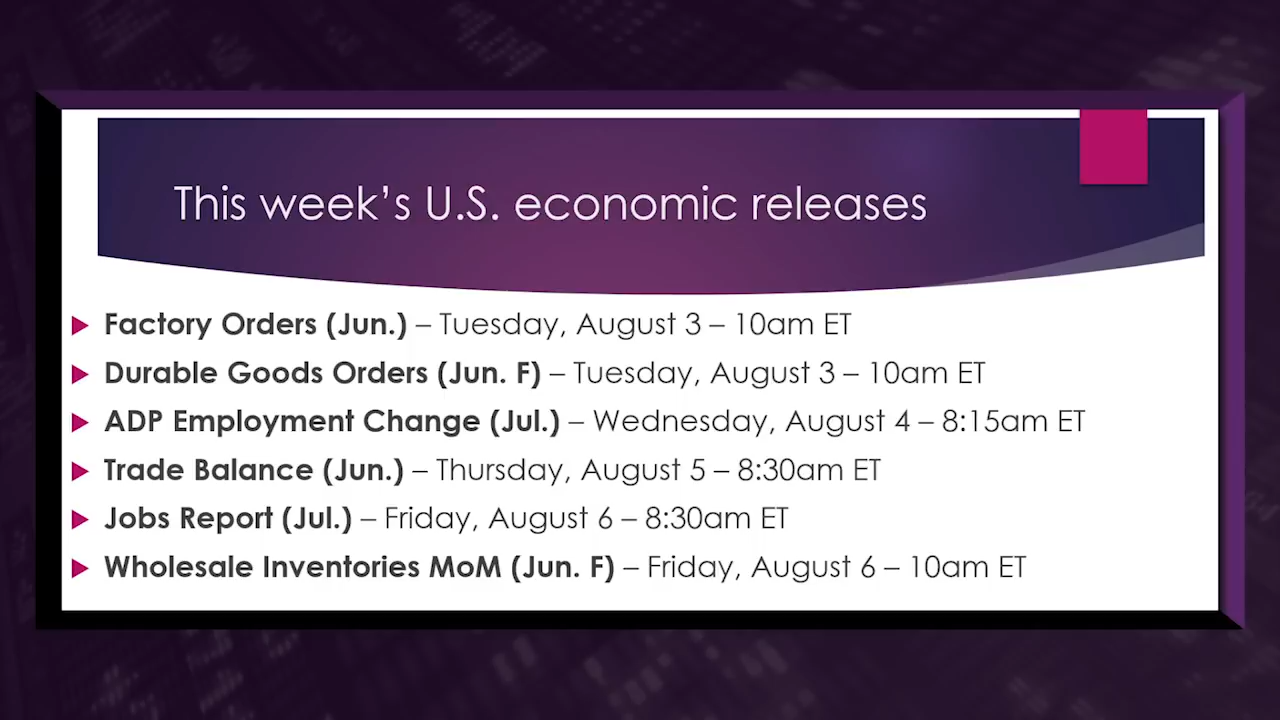 This week’s U.S. economic releases
Factory Orders (Jun.) – Tuesday, August 3 – 10am ET
Durable Goods Orders (Jun. F) – Tuesday, August 3 – 10am ET
ADP Employment Change (Jul.) – Wednesday, August 4 – 8:15am ET
Trade Balance (Jun.) – Thursday, August 5 – 8:30am ET
Jobs Report (Jul.) – Friday, August 6 – 8:30am ET
Wholesale Inventories MoM (Jun. F) – Friday, August 6 – 10am ET